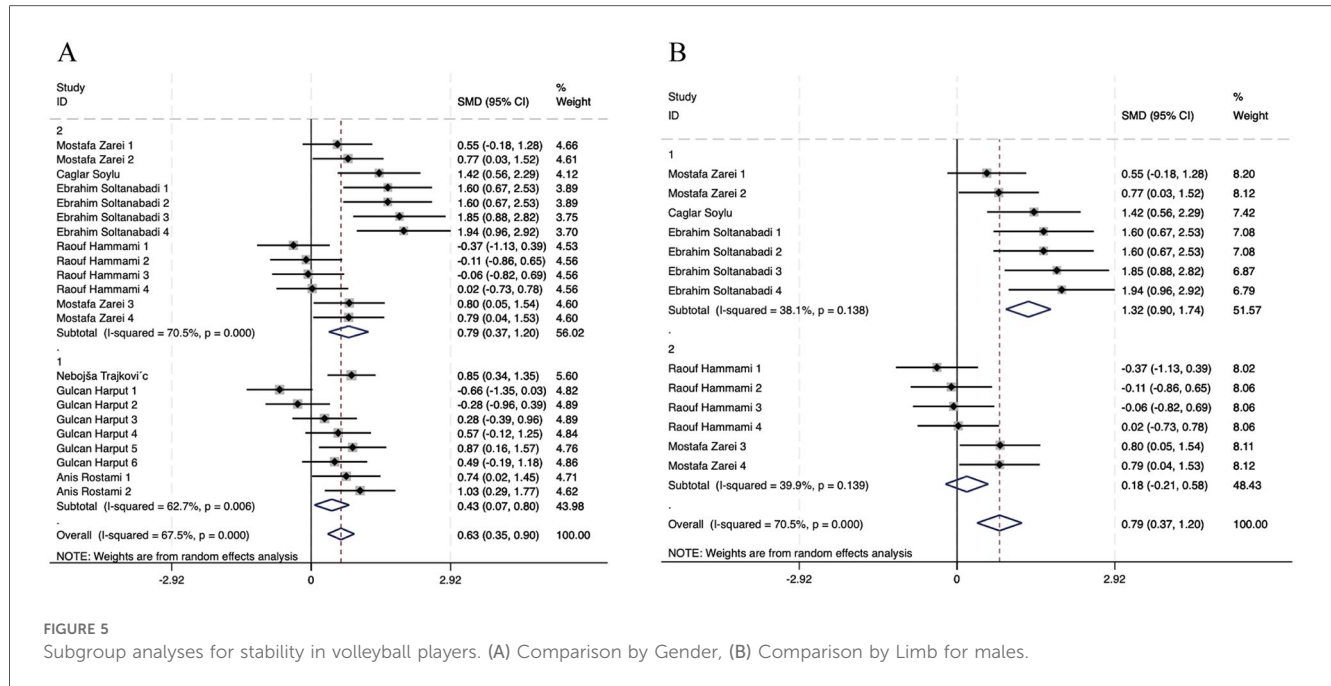 A
Study %
ID SMD (95% CI) Weight
2
Mostafa Zarei 1 0.55 (-0.18, 1.28) 4.66
Mostafa Zarei 2 0.77 (0.03, 1.52) 4.61
Caglar Soylu 1.42 (0.56, 2.29) 4.12
Ebrahim Soltanabadi 1 1.60 (0.67, 2.53) 3.89
Ebrahim Soltanabadi 2 1.60 (0.67, 2.53) 3.89
Ebrahim Soltanabadi 3 1.85 (0.88, 2.82) 3.75
Ebrahim Soltanabadi 4 1.94 (0.96, 2.92) 3.70
Raouf Hammami 1 -0.37 (-1.13, 0.39) 4.53
Raouf Hammami 2 -0.11 (-0.86, 0.65) 4.56
Raouf Hammami 3 -0.06 (-0.82, 0.69) 4.56
Raouf Hammami 4 0.02 (-0.73, 0.78) 4.56
Mostafa Zarei 3 0.80 (0.05, 1.54) 4.60
Mostafa Zarei 4 0.79 (0.04, 1.53) 4.60
Subtotal (I-squared = 70.5%, p = 0.000) 0.79 (0.37, 1.20) 56.02
.
1
Nebojša Trajkovi´c 0.85 (0.34, 1.35) 5.60
Gulcan Harput 1 -0.66 (-1.35, 0.03) 4.82
Gulcan Harput 2 -0.28 (-0.96, 0.39) 4.89
Gulcan Harput 3 0.28 (-0.39, 0.96) 4.89
Gulcan Harput 4 0.57 (-0.12, 1.25) 4.84
Gulcan Harput 5 0.87 (0.16, 1.57) 4.76
Gulcan Harput 6 0.49 (-0.19, 1.18) 4.86
Anis Rostami 1 0.74 (0.02, 1.45) 4.71
Anis Rostami 2 1.03 (0.29, 1.77) 4.62
Subtotal (I-squared = 62.7%, p = 0.006) 0.43 (0.07, 0.80) 43.98
.
Overall (I-squared = 67.5%, p = 0.000) 0.63 (0.35, 0.90) 100.00
NOTE: Weights are from random effects analysis
-2.92 0 2.92
B
Study %
ID SMD (95% CI) Weight
1
Mostafa Zarei 1 0.55 (-0.18, 1.28) 8.20
Mostafa Zarei 2 0.77 (0.03, 1.52) 8.12
Caglar Soylu 1.42 (0.56, 2.29) 7.42
Ebrahim Soltanabadi 1 1.60 (0.67, 2.53) 7.08
Ebrahim Soltanabadi 2 1.60 (0.67, 2.53) 7.08
Ebrahim Soltanabadi 3 1.85 (0.88, 2.82) 6.87
Ebrahim Soltanabadi 4 1.94 (0.96, 2.92) 6.79
Subtotal (I-squared = 38.1%, p = 0.138) 1.32 (0.90, 1.74) 51.57
.
2
Raouf Hammami 1 -0.37 (-1.13, 0.39) 8.02
Raouf Hammami 2 -0.11 (-0.86, 0.65) 8.06
Raouf Hammami 3 -0.06 (-0.82, 0.69) 8.06
Raouf Hammami 4 0.02 (-0.73, 0.78) 8.06
Mostafa Zarei 3 0.80 (0.05, 1.54) 8.11
Mostafa Zarei 4 0.79 (0.04, 1.53) 8.12
Subtotal (I-squared = 39.9%, p = 0.139) 0.18 (-0.21, 0.58) 48.43
.
Overall (I-squared = 70.5%, p = 0.000) 0.79 (0.37, 1.20) 100.00
NOTE: Weights are from random effects analysis
-2.92 0 2.92
FIGURE 5
Subgroup analyses for stability in volleyball players. (A) Comparison by Gender, (B) Comparison by Limb for males.